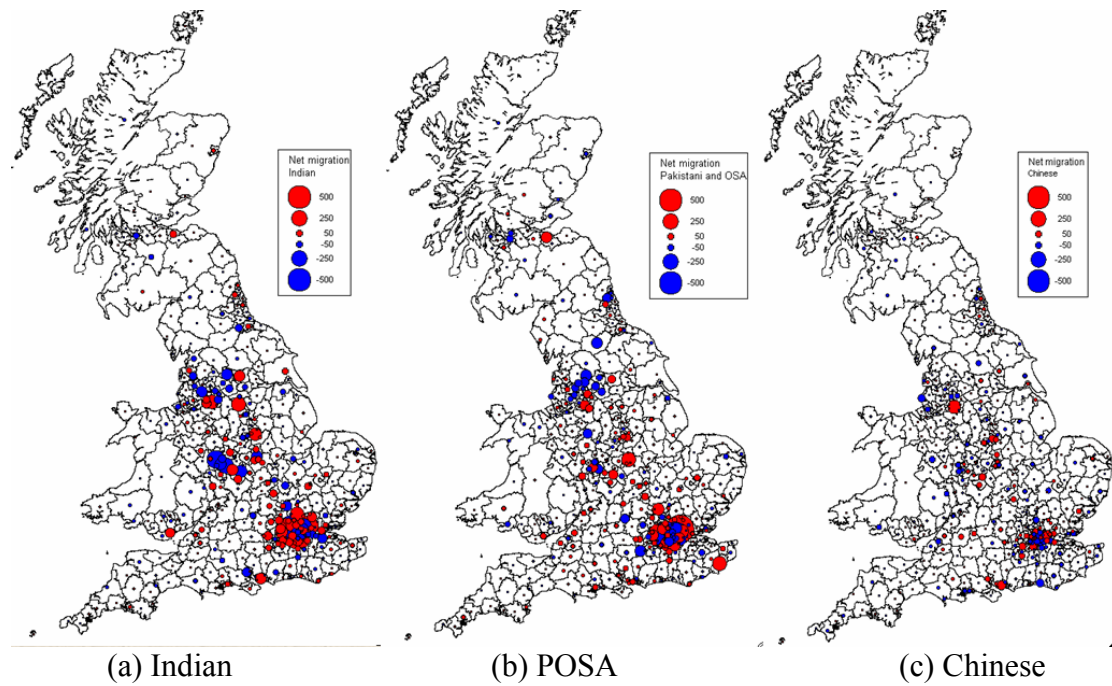 Net migration
Indian
500
250
50
-50
-250
-500
Net migration
Pakistani and OSA
500
250
50
-50
-250
-500
Net migration
Chinese
500
250
50
-50
-250
-500
(a) Indian
(b) POSA
(c) Chinese